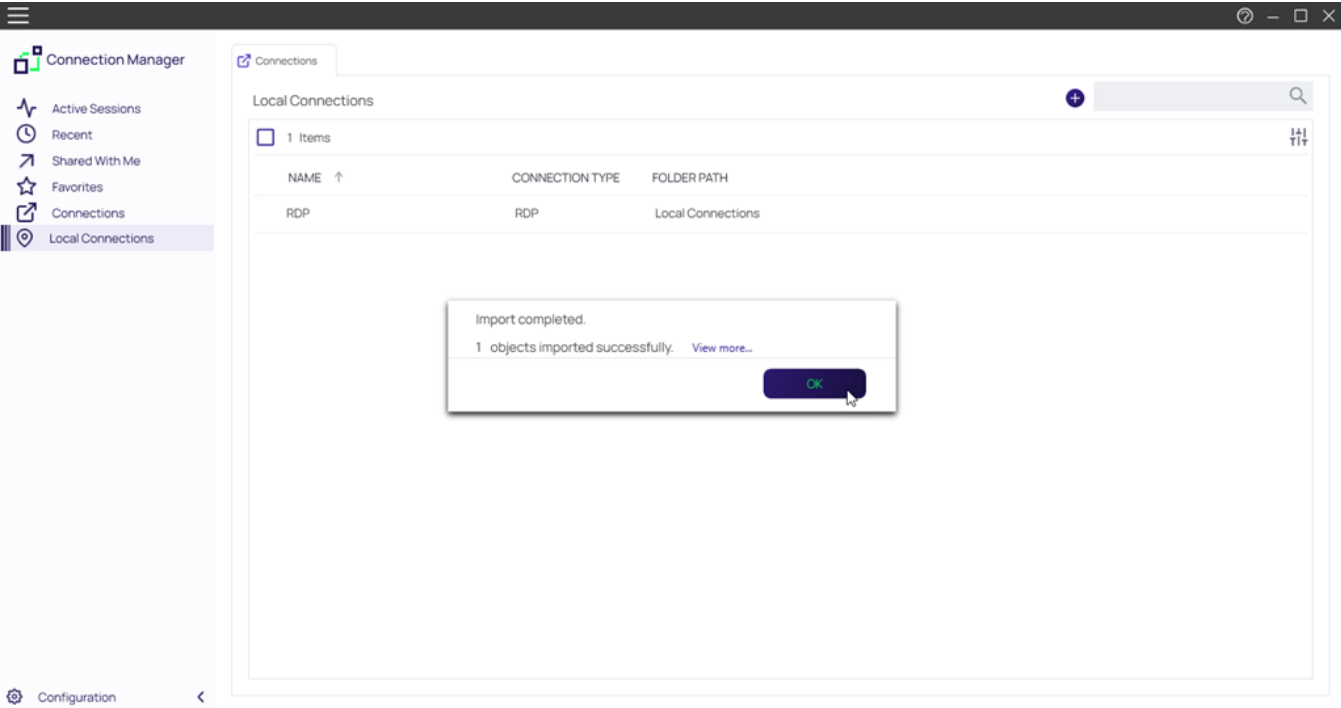 Connection Manager
Active Sessions
Recent
Shared With Me
Favorites
Connections
Local Connections
Configuration
Connections
Local Connections
1 Items
NAME CONNECTION TYPE FOLDER PATH
RDP RDP Local Connections
Import completed.
1 objects imported successfully. View more...
OK